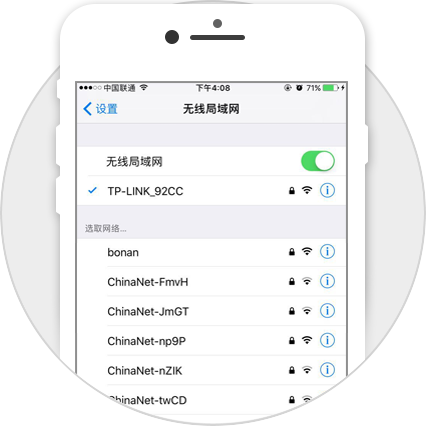 中国联通 下午4:08 71%
设置 无线局域网
无线局域网
TP-LINK_92CC
选取网络...
bonan
ChinaNet-FmvH
ChinaNet-JmGT
ChinaNet-np9P
ChinaNet-nZIK
ChinaNet-twCD